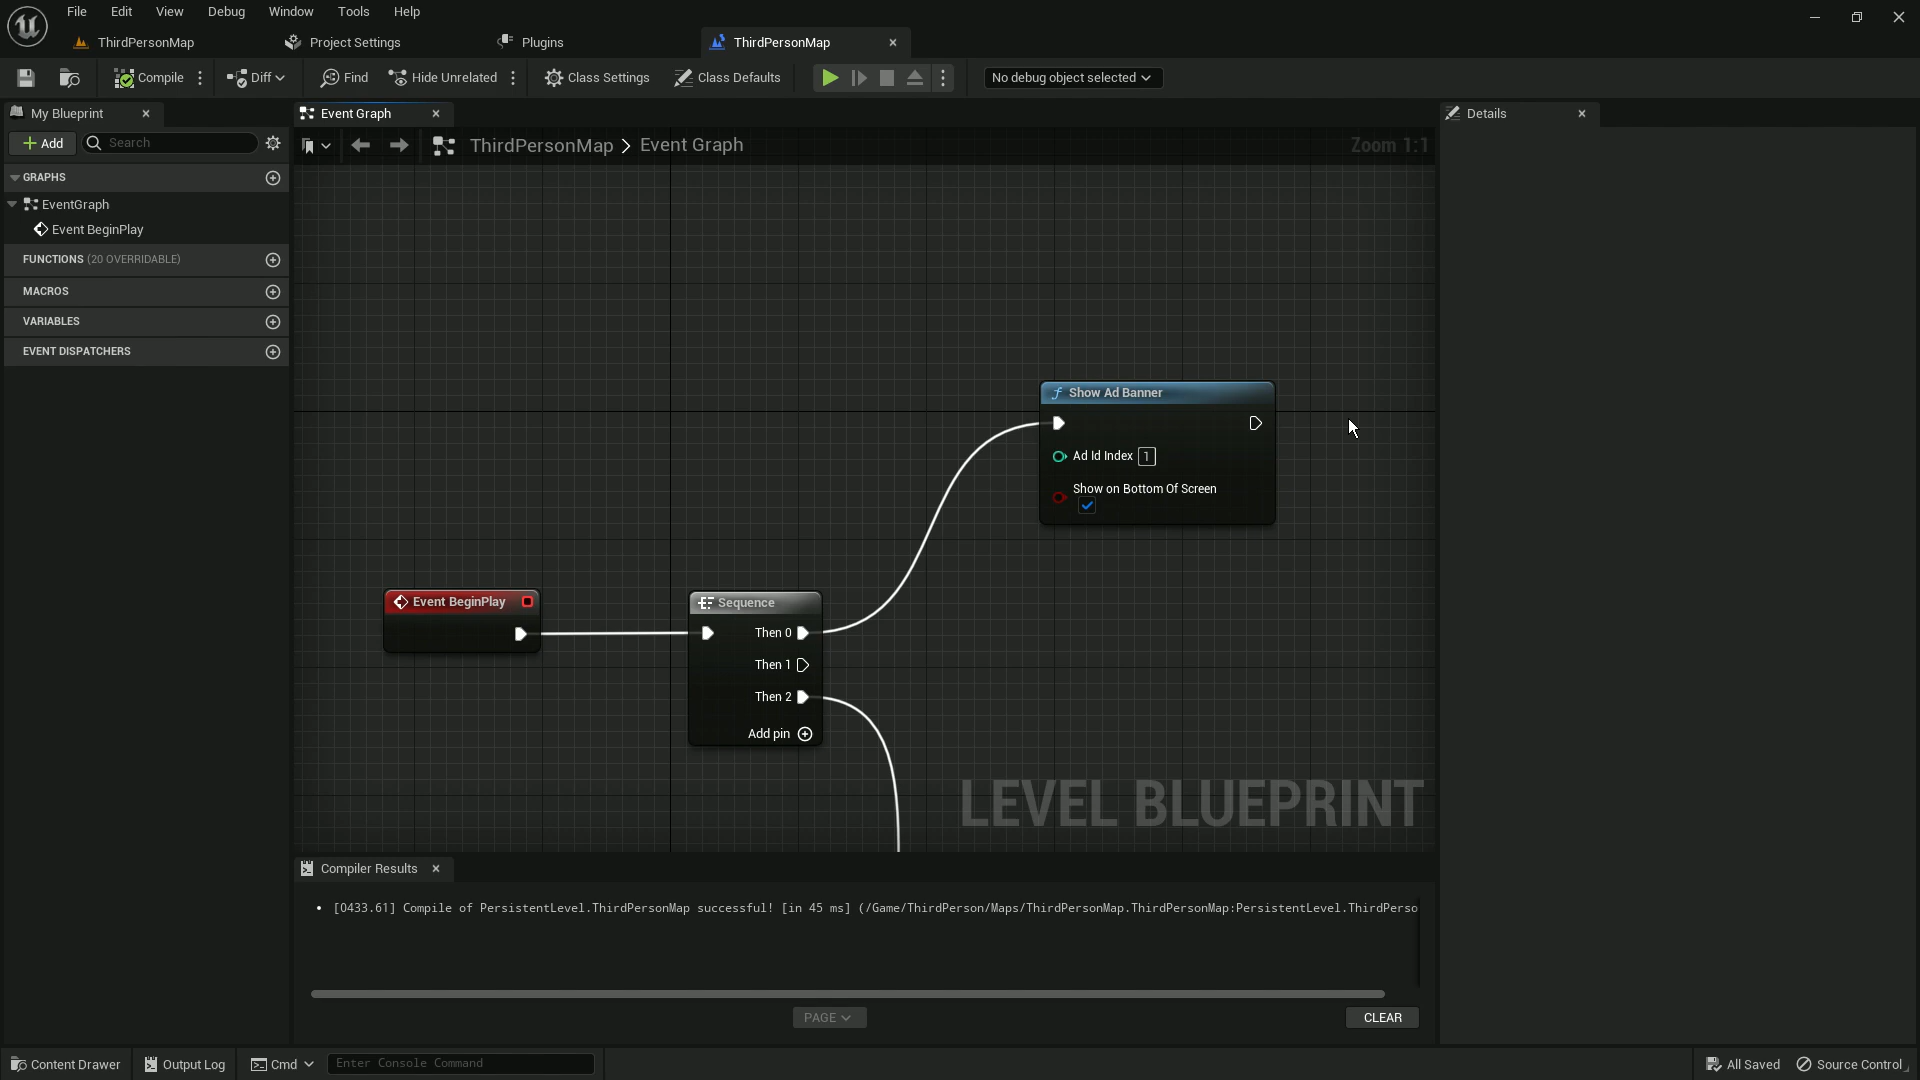 File Edit View Debug Window Tools Help
ThirdPersonMap Project Settings Plugins ThirdPersonMap
Compile Diff Find Hide Unrelated Class Settings Class Defaults No debug object selected
My Blueprint Event Graph Details
Add Search
ThirdPersonMap > Event Graph Zoom 1:1
GRAPHS
EventGraph
Event BeginPlay
FUNCTIONS (20 OVERRIDABLE)
MACROS
VARIABLES
EVENT DISPATCHERS
Show Ad Banner
Ad Id Index 1
Show on Bottom Of Screen
Event BeginPlay
Sequence
Then 0
Then 1
Then 2
Add pin
LEVEL BLUEPRINT
Compiler Results
• [0433.61] Compile of PersistentLevel.ThirdPersonMap successful! [in 45 ms] (/Game/ThirdPerson/Maps/ThirdPersonMap.ThirdPersonMap:PersistentLevel.ThirdPerso
PAGE CLEAR
Content Drawer Output Log Cmd Enter Console Command All Saved Source Control